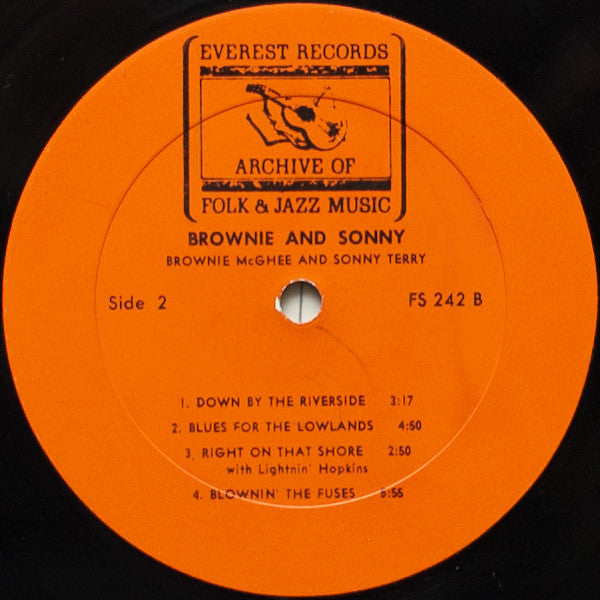 EVEREST RECORDS
ARCHIVE OF
FOLK & JAZZ MUSIC
BROWNIE AND SONNY
BROWNIE McGHEE AND SONNY TERRY
Side 2 FS 242 B
1. DOWN BY THE RIVERSIDE 3:17
2. BLUES FOR THE LOWLANDS 4:50
3. RIGHT ON THAT SHORE 2:50
with Lightnin' Hopkins
4. BLOWNIN' THE FUSES